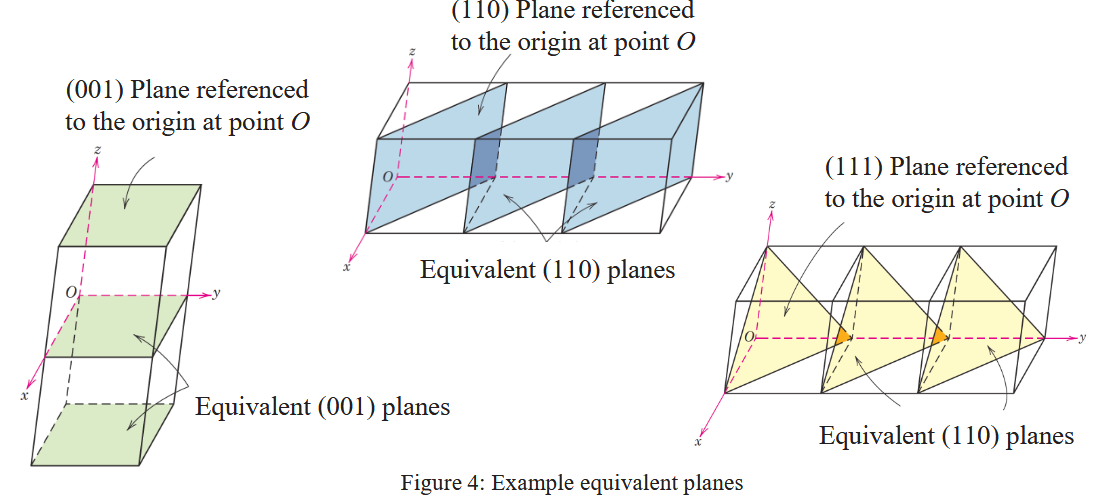 (001) Plane referenced
to the origin at point O
z
O
y
x
Equivalent (001) planes
(110) Plane referenced
to the origin at point O
z
O
y
x
Equivalent (110) planes
(111) Plane referenced
to the origin at point O
z
O
y
x
Equivalent (110) planes
Figure 4: Example equivalent planes